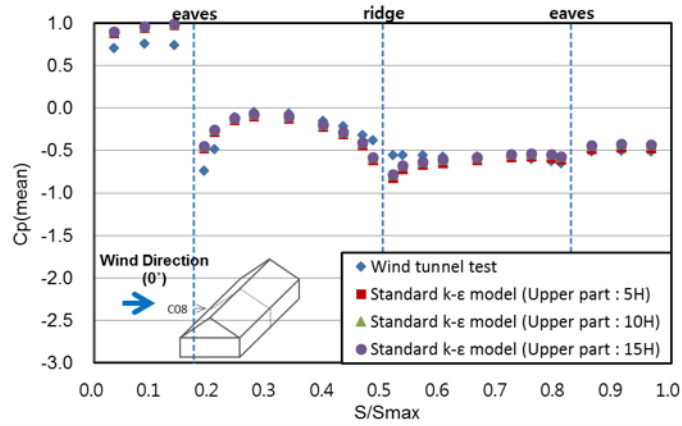 eaves ridge eaves
1.0
0.5
0.0
-0.5
-1.0
-1.5
-2.0
-2.5
-3.0
Cp(mean)
Wind Direction
(0˚)
C08
Wind tunnel test
Standard k-ε model (Upper part : 5H)
Standard k-ε model (Upper part : 10H)
Standard k-ε model (Upper part : 15H)
0.0 0.1 0.2 0.3 0.4 0.5 0.6 0.7 0.8 0.9 1.0
S/Smax